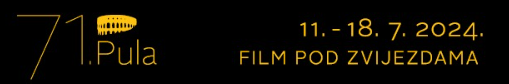 71.Pula
11. - 18. 7. 2024.
FILM POD ZVIJEZDAMA